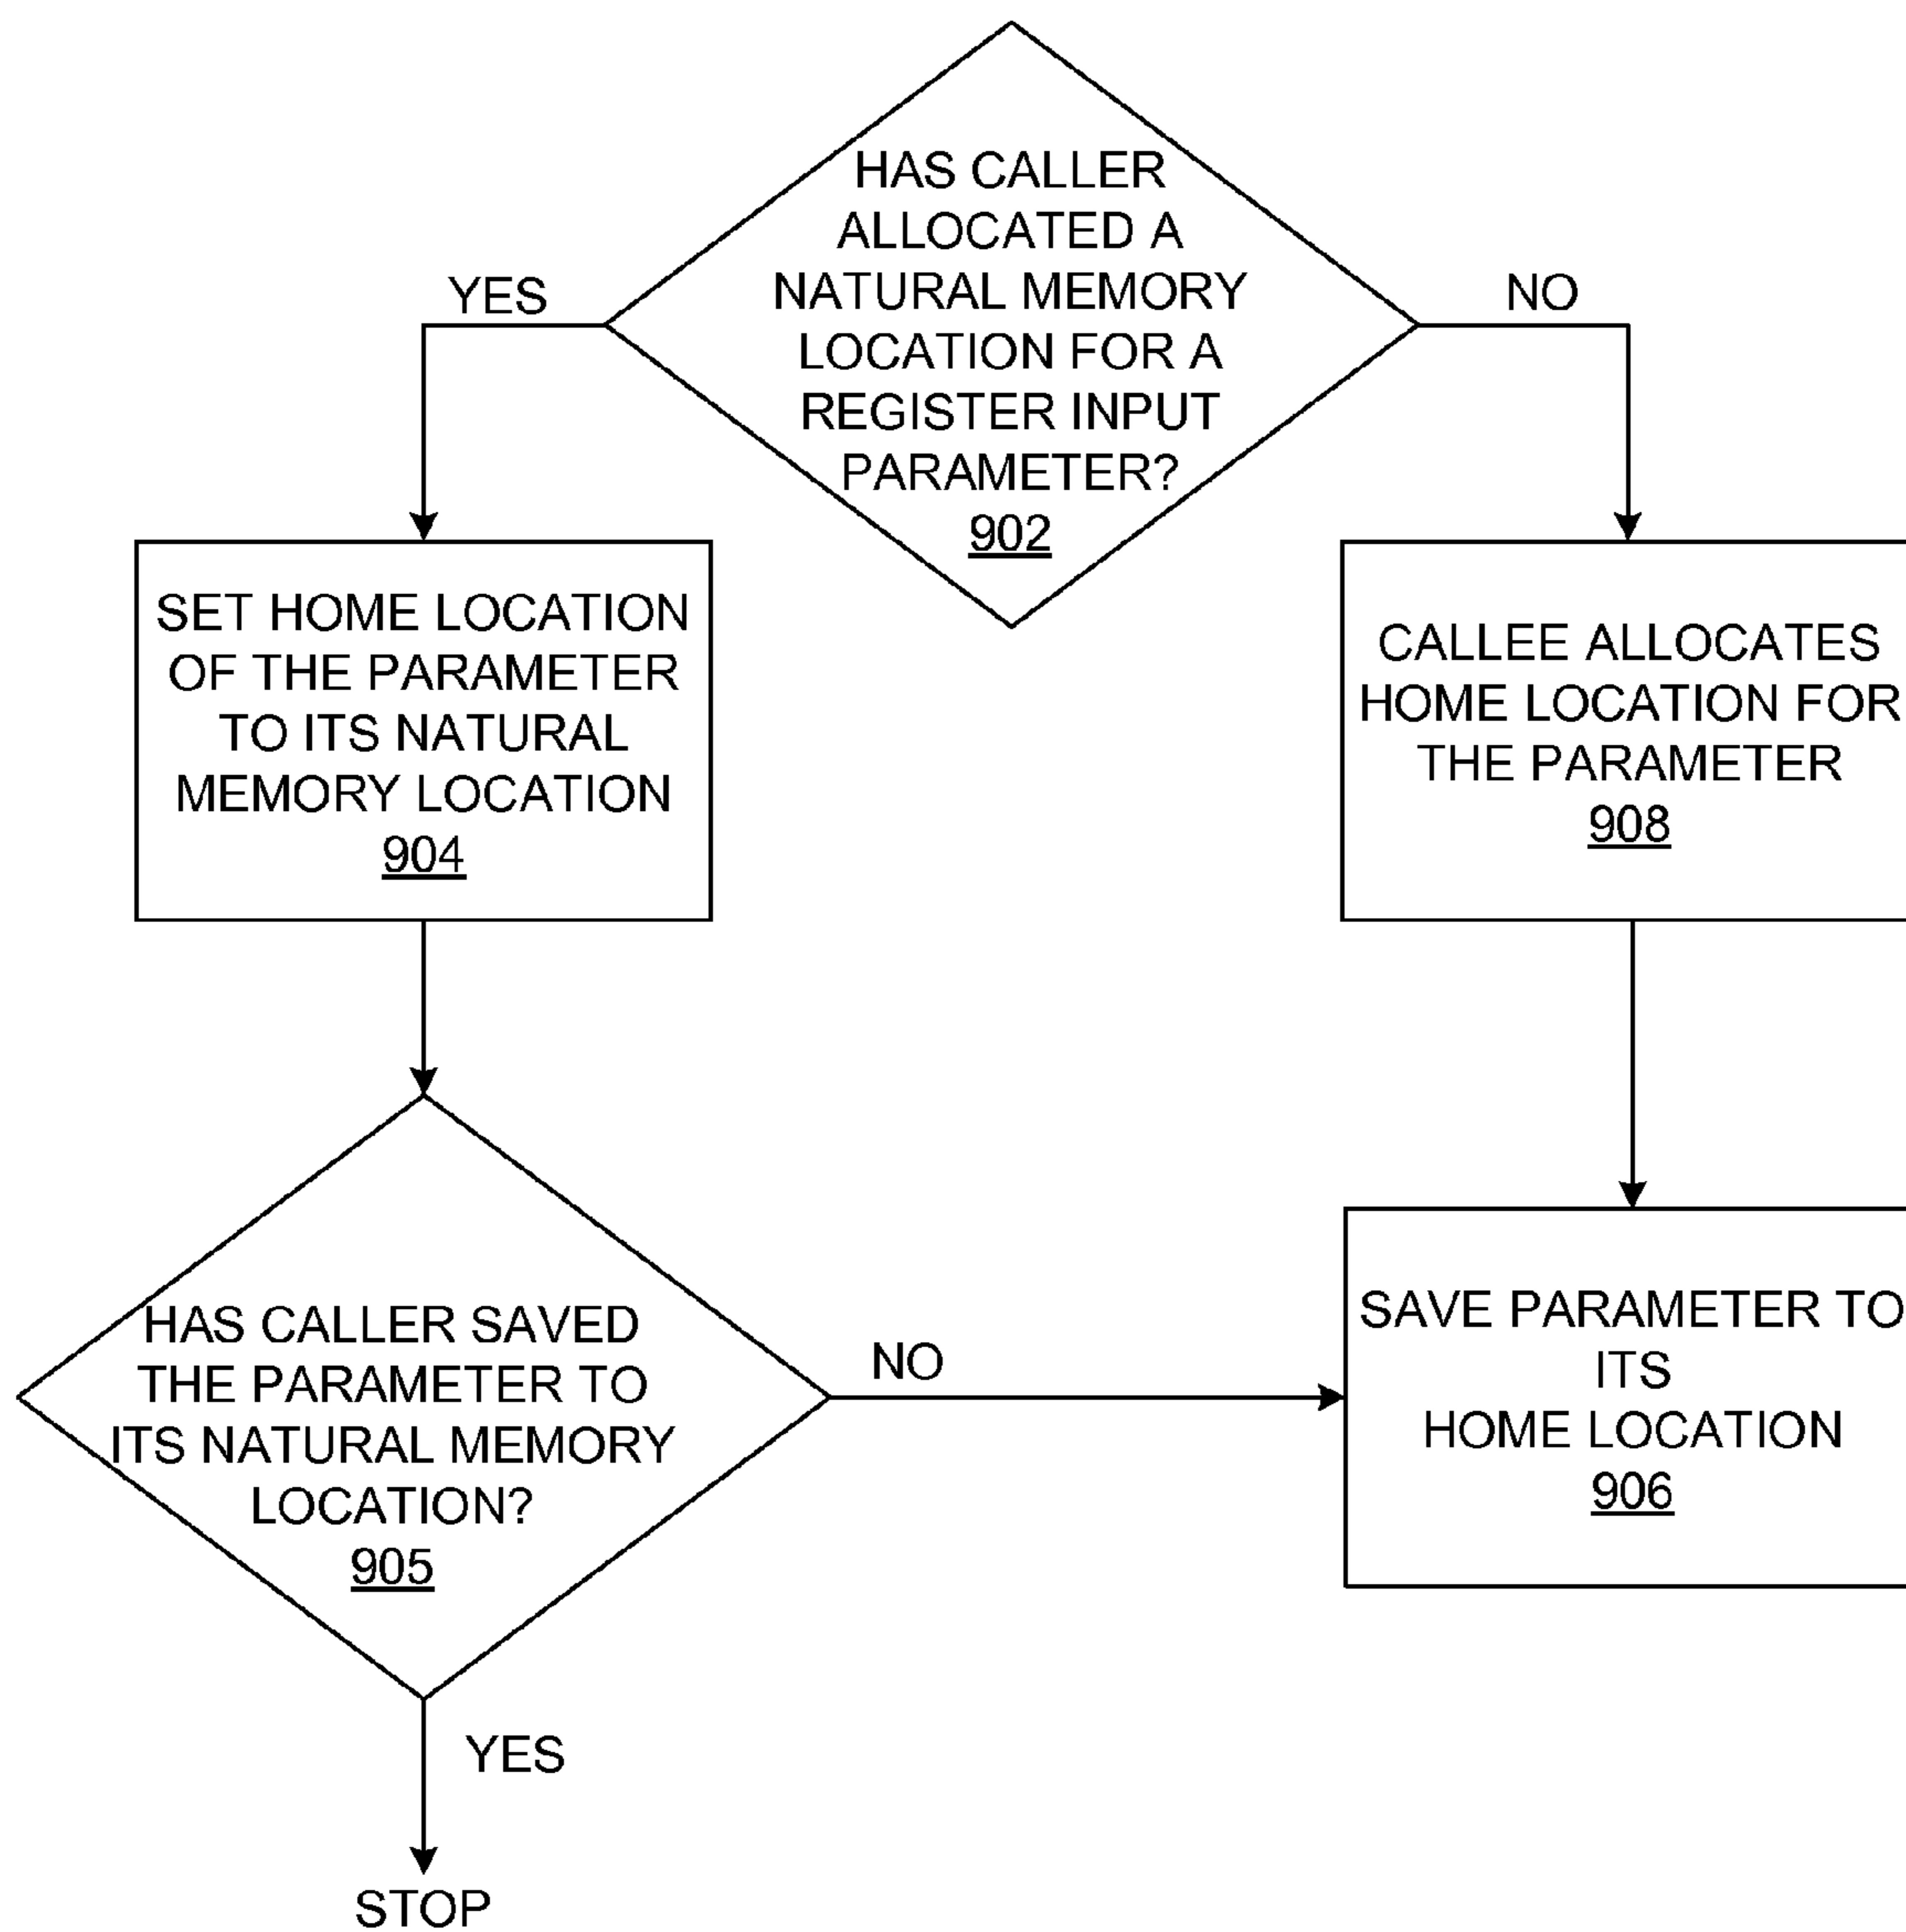 HAS CALLER
ALLOCATED A
NATURAL MEMORY
LOCATION FOR A
REGISTER INPUT
PARAMETER?
902
YES
NO
SET HOME LOCATION
OF THE PARAMETER
TO ITS NATURAL
MEMORY LOCATION
904
CALLEE ALLOCATES
HOME LOCATION FOR
THE PARAMETER
908
HAS CALLER SAVED
THE PARAMETER TO
ITS NATURAL MEMORY
LOCATION?
905
NO
SAVE PARAMETER TO
ITS
HOME LOCATION
906
YES
STOP